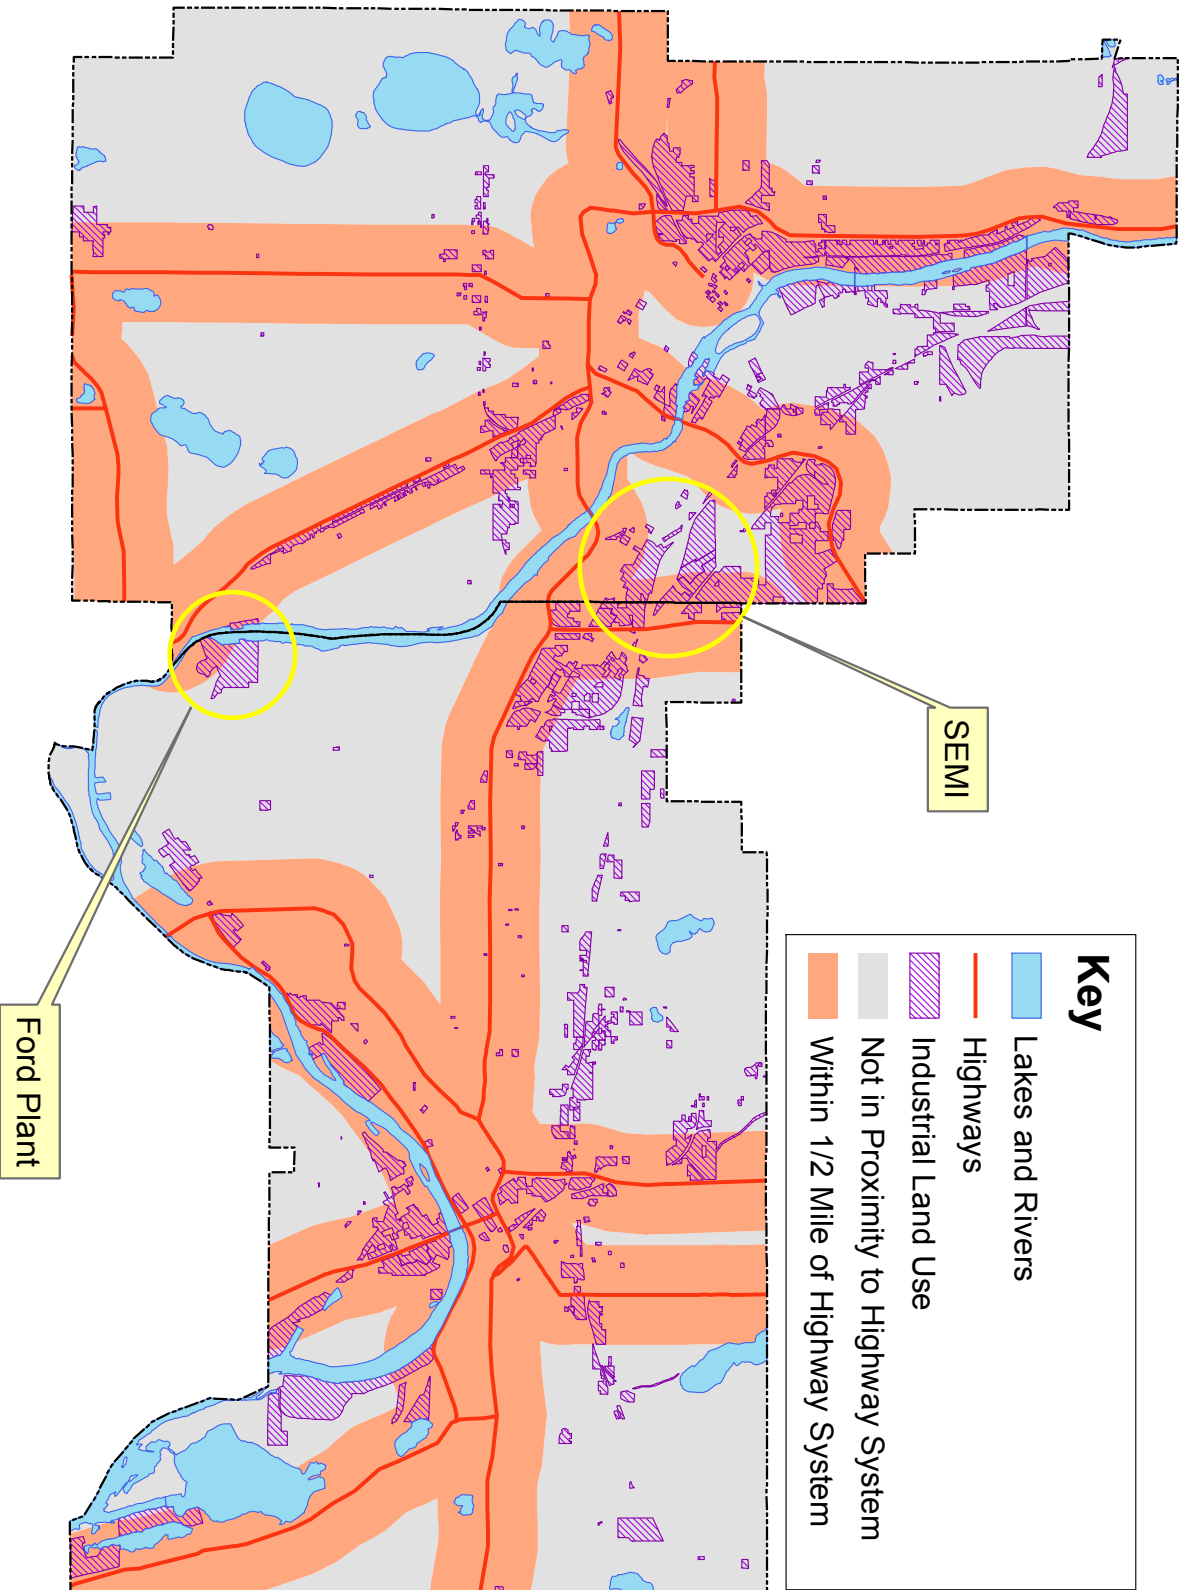 Key
Lakes and Rivers
Highways
Industrial Land Use
Not in Proximity to Highway System
Within 1/2 Mile of Highway System
SEMI
Ford Plant